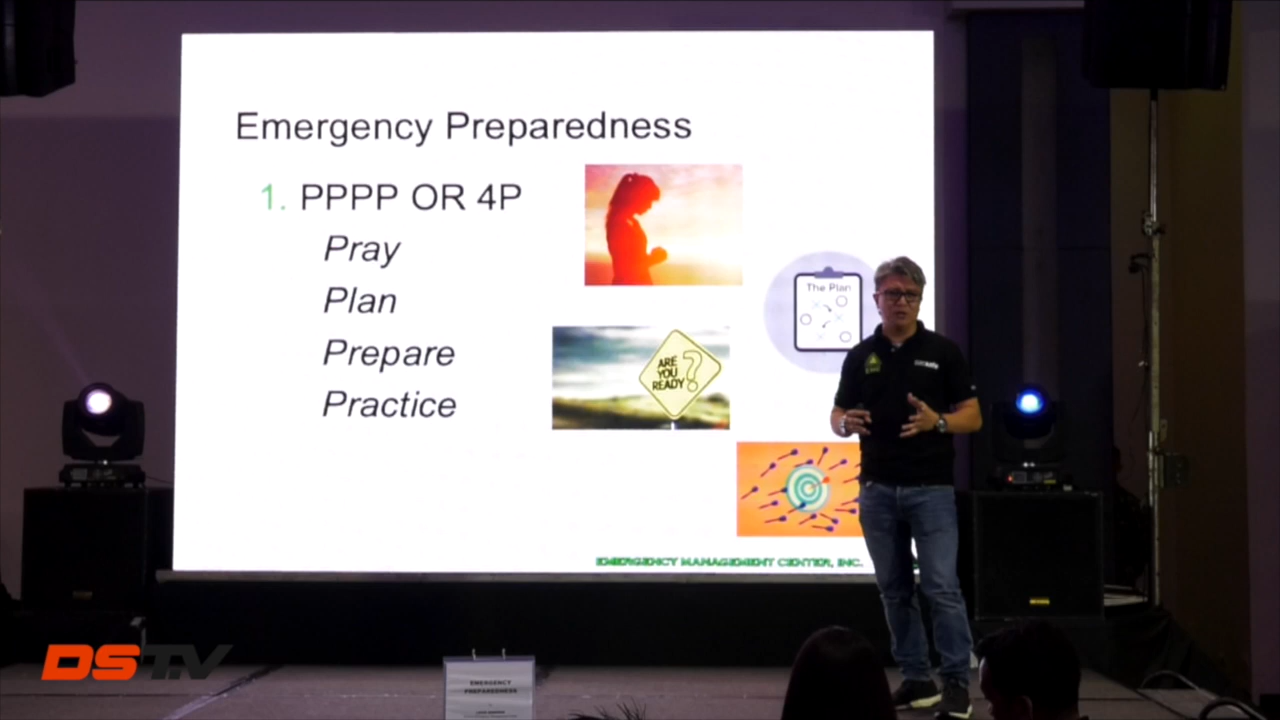 Emergency Preparedness
1. PPPP OR 4P
Pray
Plan
Prepare
Practice
The Plan
ARE
YOU
READY?
EMERGENCY MANAGEMENT CENTER, INC.
DSTV
EMERGENCY
PREPAREDNESS